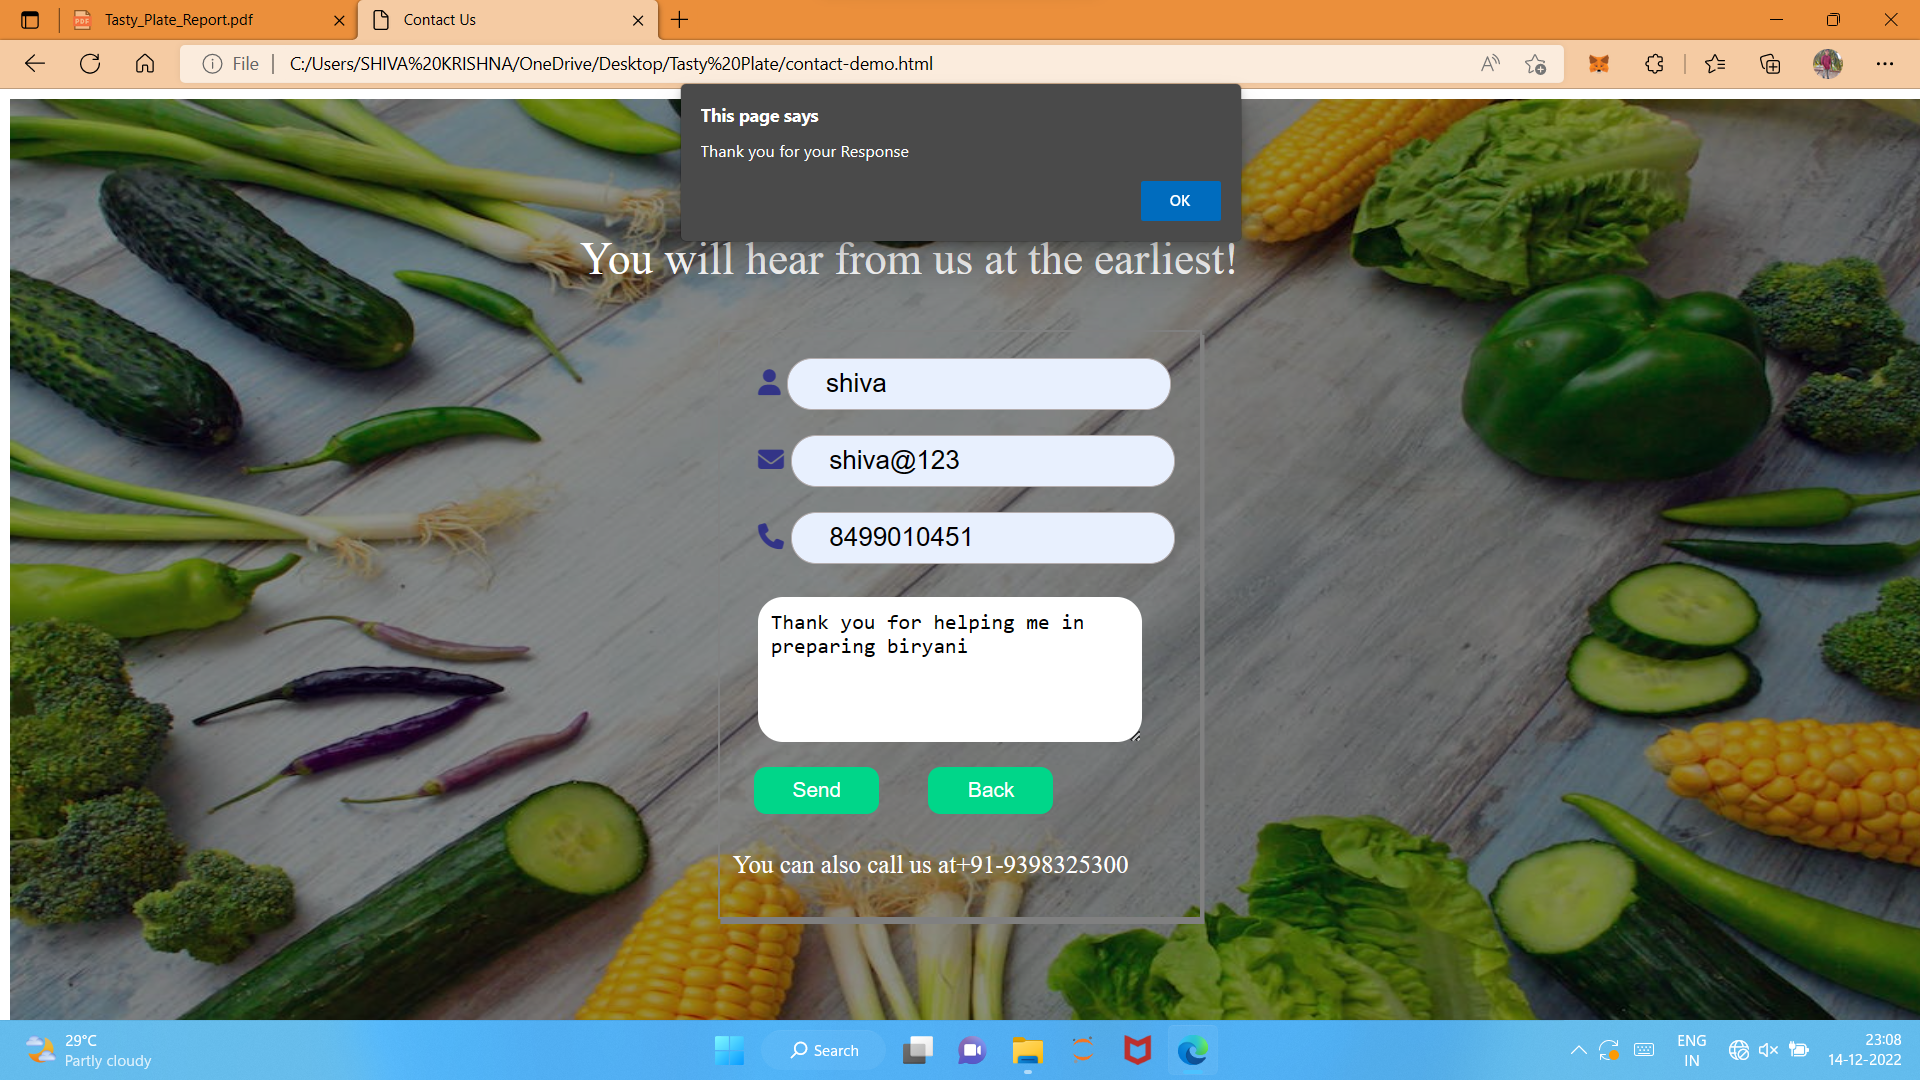 Tasty_Plate_Report.pdf
Contact Us
File
C:/Users/SHIVA%20KRISHNA/OneDrive/Desktop/Tasty%20Plate/contact-demo.html
This page says
Thank you for your Response
OK
You will hear from us at the earliest!
shiva
shiva@123
8499010451
Thank you for helping me in
preparing biryani
Send
Back
You can also call us at+91-9398325300
29°C
Partly cloudy
Search
ENG
IN
23:08
14-12-2022